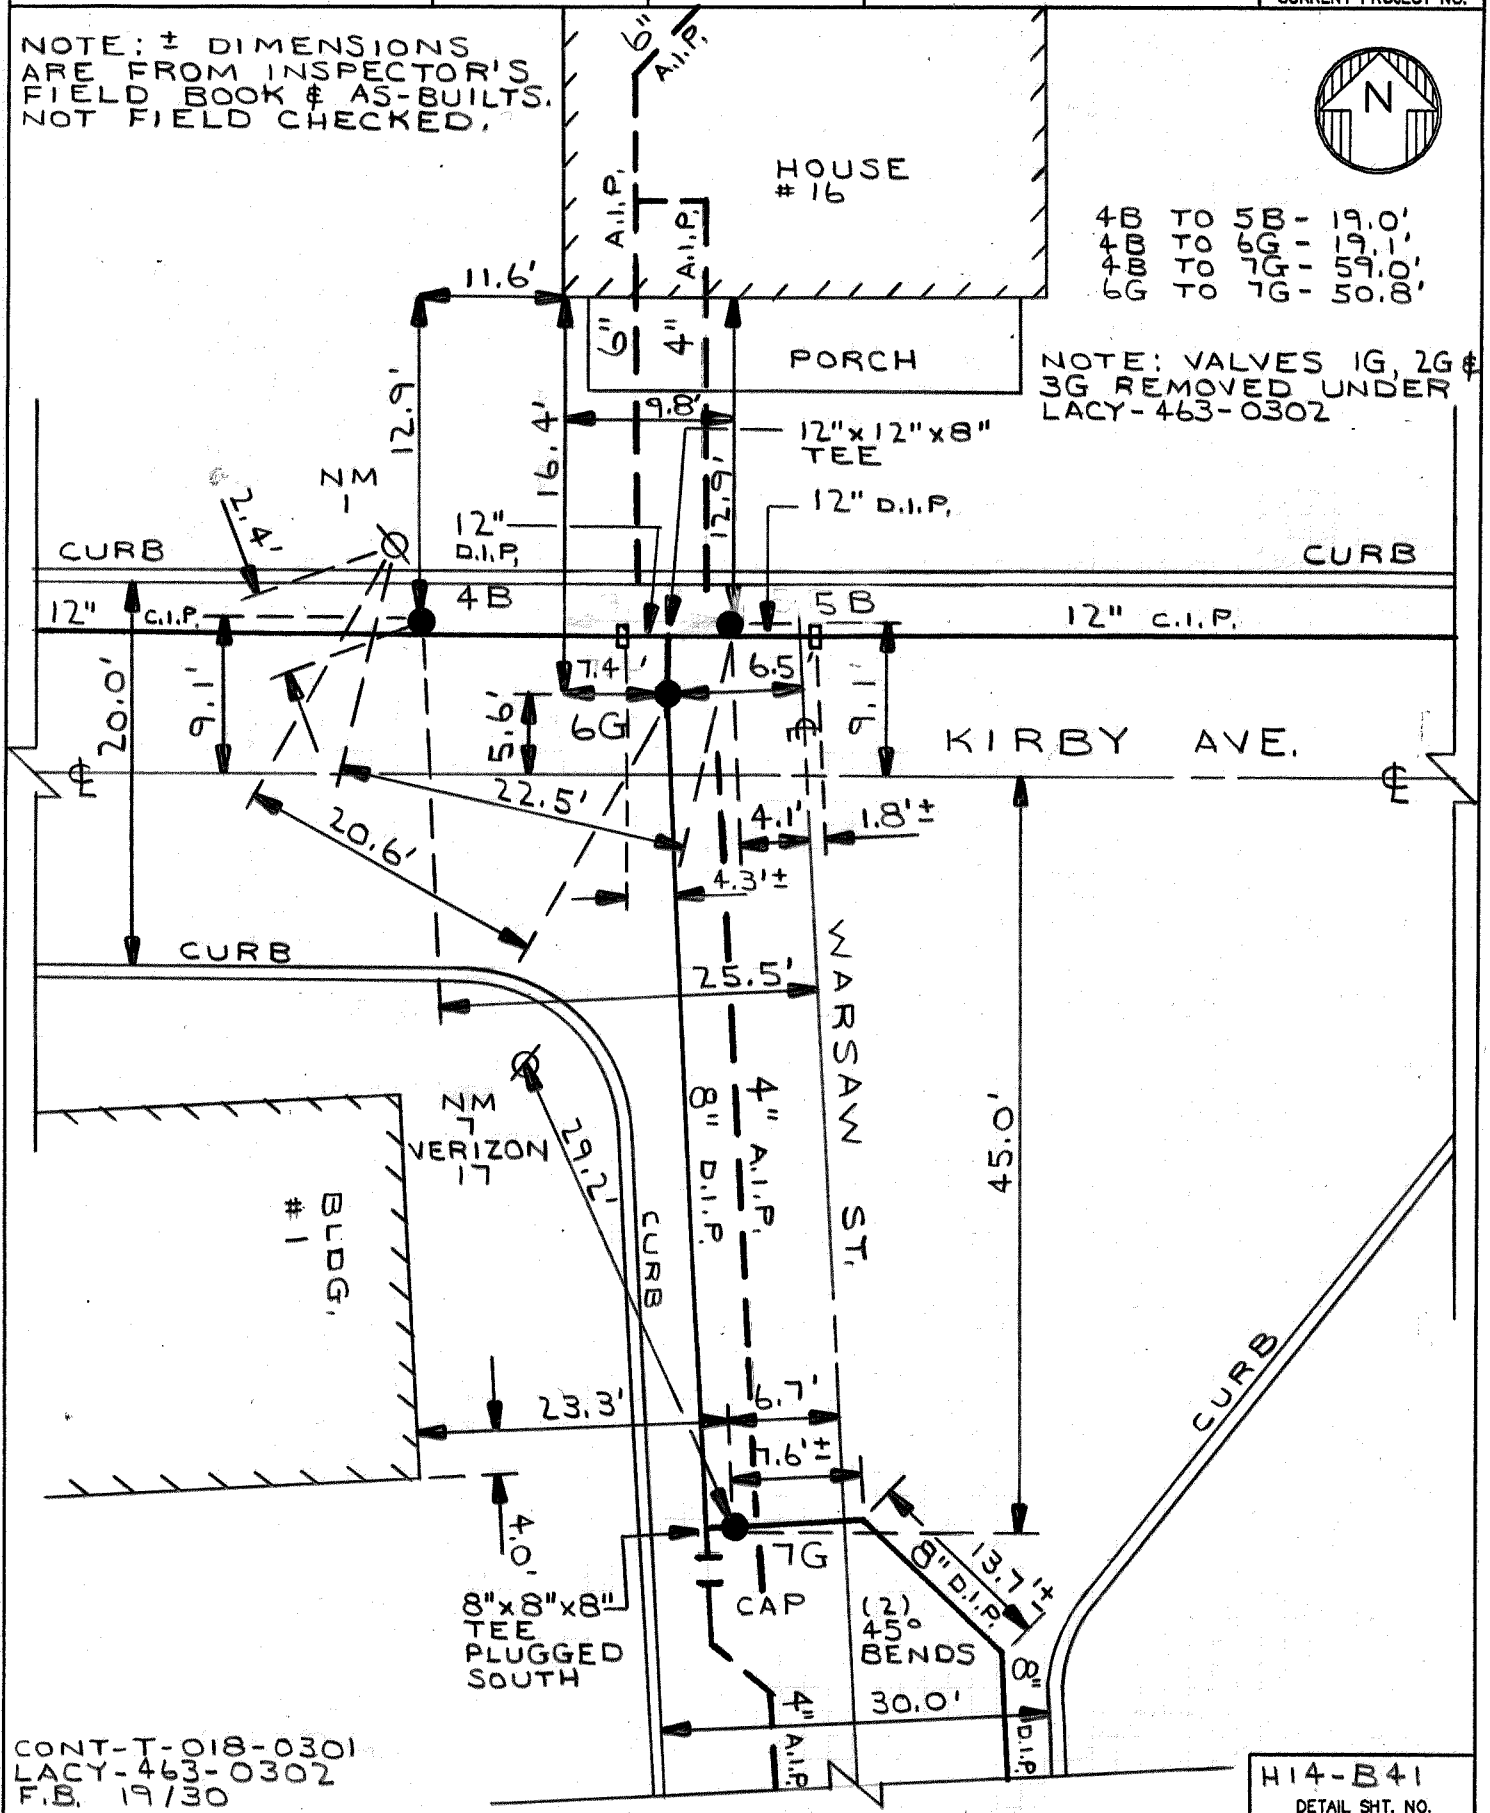 CURRENT PROJECT NO.
NOTE: ± DIMENSIONS
ARE FROM INSPECTOR'S
FIELD BOOK & AS-BUILTS.
NOT FIELD CHECKED.
6"
A.I.P.
N
HOUSE
# 16
A.I.P.
A.I.P.
4B TO 5B - 19.0'
4B TO 6G - 19.1'
4B TO 7G - 59.0'
6G TO 7G - 50.8'
11.6'
6"
4"
PORCH
NOTE: VALVES 1G, 2G &
3G REMOVED UNDER
LACY-463-0302
12.9'
16.4'
9.8'
12"x12"x8"
TEE
12.9'
NM
1
2.4'
12"
D.I.P.
12" D.I.P.
CURB
CURB
4B
5B
12" C.I.P.
12" C.I.P.
20.0'
9.1'
7.4'
6.5'
9.1'
5.6'
6G
℄
KIRBY AVE.
℄
℄
22.5'
20.6'
4.1'
1.8'±
4.3'±
CURB
25.5'
WARSAW ST.
NM
7
VERIZON
17
29.2'
8" D.I.P.
4" A.I.P.
45.0'
BLDG.
#1
CURB
CURB
23.3'
6.7'
7.6'±
4.0'
7G
13.7'±
8" D.I.P.
8"x8"x8"
TEE
PLUGGED
SOUTH
CAP
(2)
45°
BENDS
8"
D.I.P.
30.0'
4"
A.I.P.
CONT-T-018-0301
LACY-463-0302
F.B. 19/30
H14-B41
DETAIL SHT. NO.